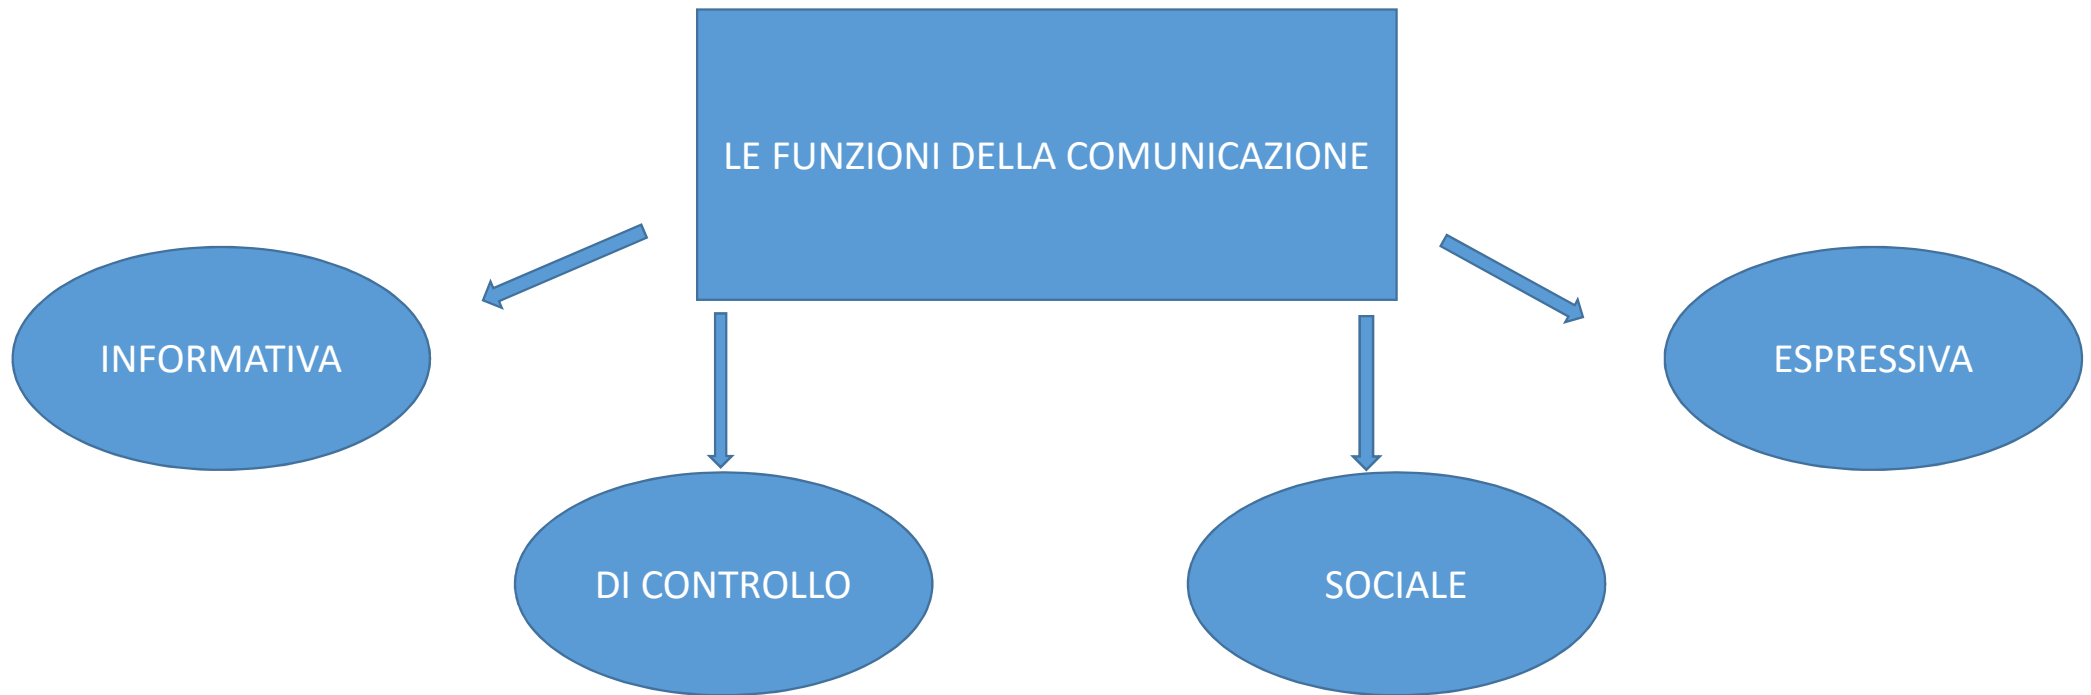 LE FUNZIONI DELLA COMUNICAZIONE
INFORMATIVA
ESPRESSIVA
DI CONTROLLO
SOCIALE